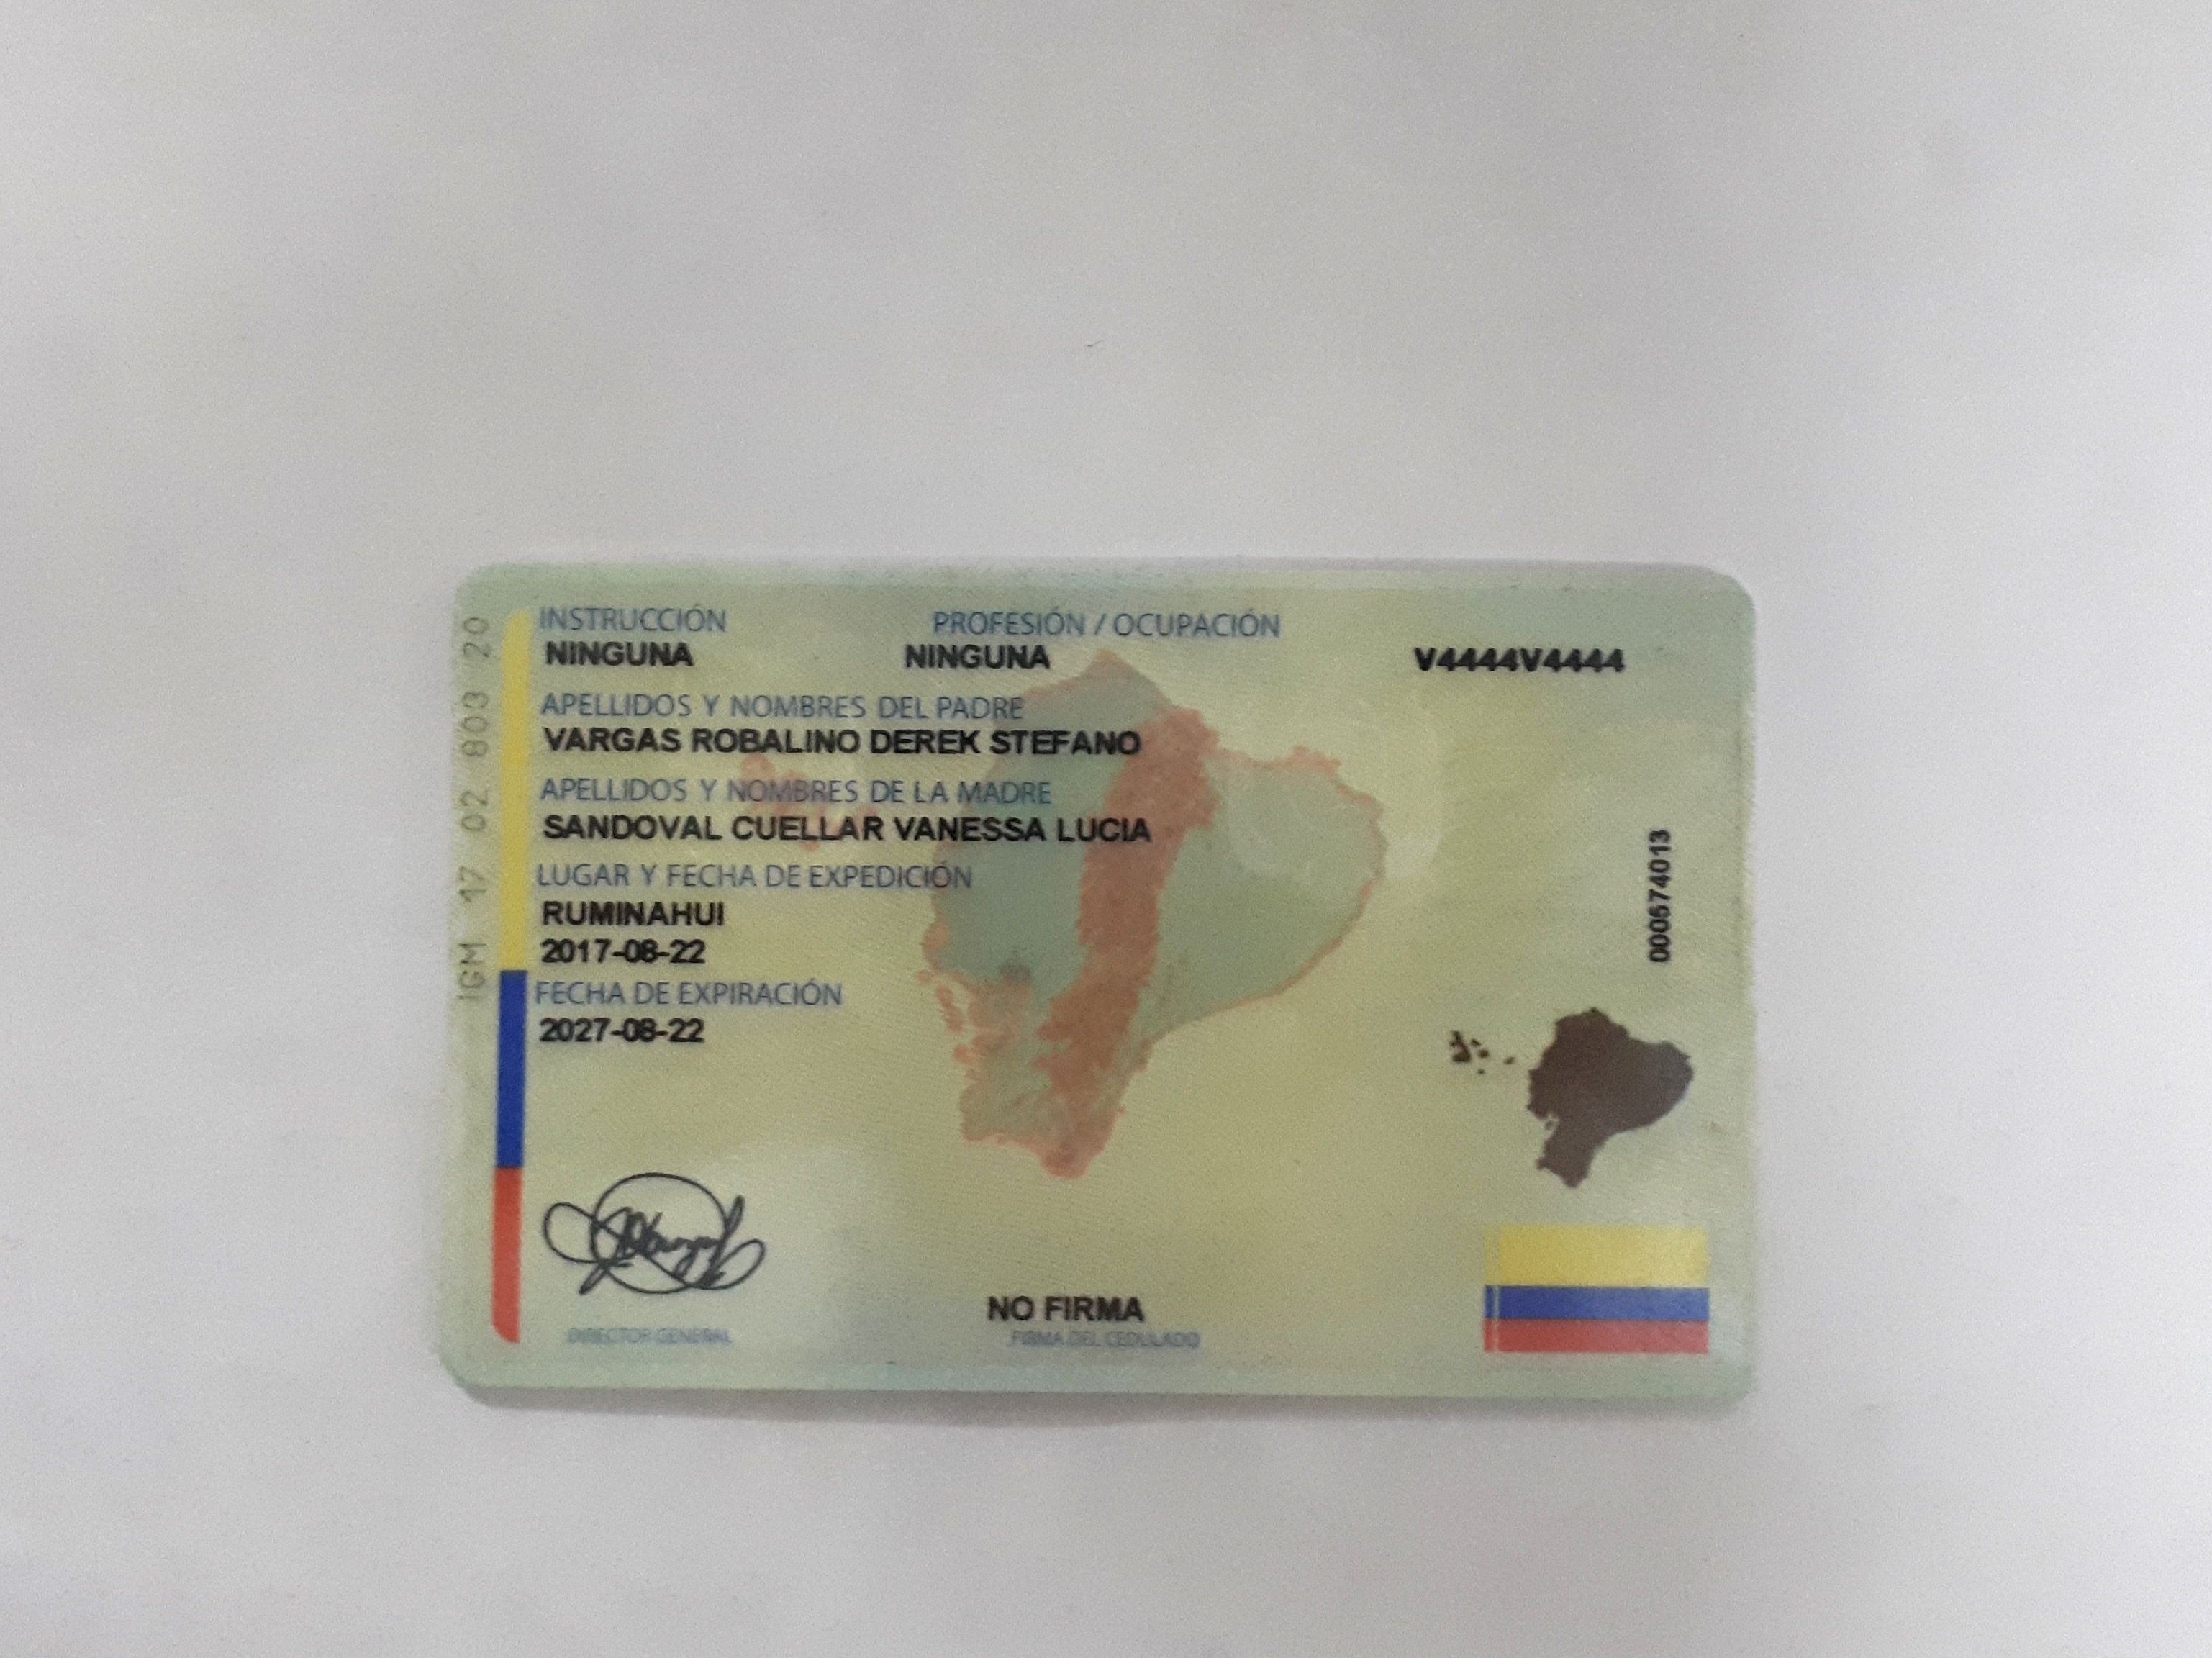 INSTRUCCIÓN PROFESIÓN / OCUPACIÓN
NINGUNA NINGUNA V4444V4444
APELLIDOS Y NOMBRES DEL PADRE
VARGAS ROBALINO DEREK STEFANO
APELLIDOS Y NOMBRES DE LA MADRE
SANDOVAL CUELLAR VANESSA LUCIA
LUGAR Y FECHA DE EXPEDICIÓN
RUMINAHUI
2017-08-22
FECHA DE EXPIRACIÓN
2027-08-22
NO FIRMA
DIRECTOR GENERAL FIRMA DEL CEDULADO
IGM 17 02 803 20
000574013